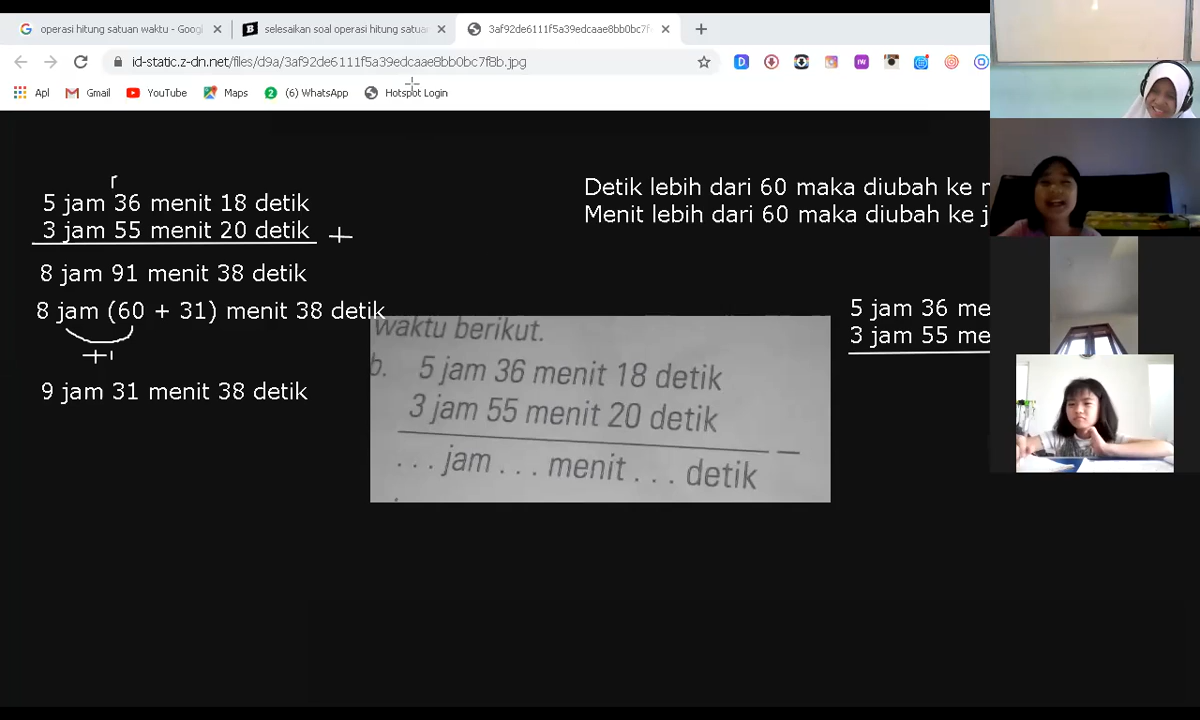 operasi hitung satuan waktu - Googl
selesaikan soal operasi hitung satuan
3af92de6111f5a39edcaae8bb0bc7f
id-static.z-dn.net/files/d9a/3af92de6111f5a39edcaae8bb0bc7f8b.jpg
Apl
Gmail
YouTube
Maps
(6) WhatsApp
Hotspot Login
5 jam 36 menit 18 detik
3 jam 55 menit 20 detik +
8 jam 91 menit 38 detik
8 jam (60 + 31) menit 38 detik
+1
9 jam 31 menit 38 detik
Detik lebih dari 60 maka diubah ke
Menit lebih dari 60 maka diubah ke
waktu berikut.
b. 5 jam 36 menit 18 detik
3 jam 55 menit 20 detik –
. . . jam . . . menit . . . detik
5 jam 36 me
3 jam 55 me